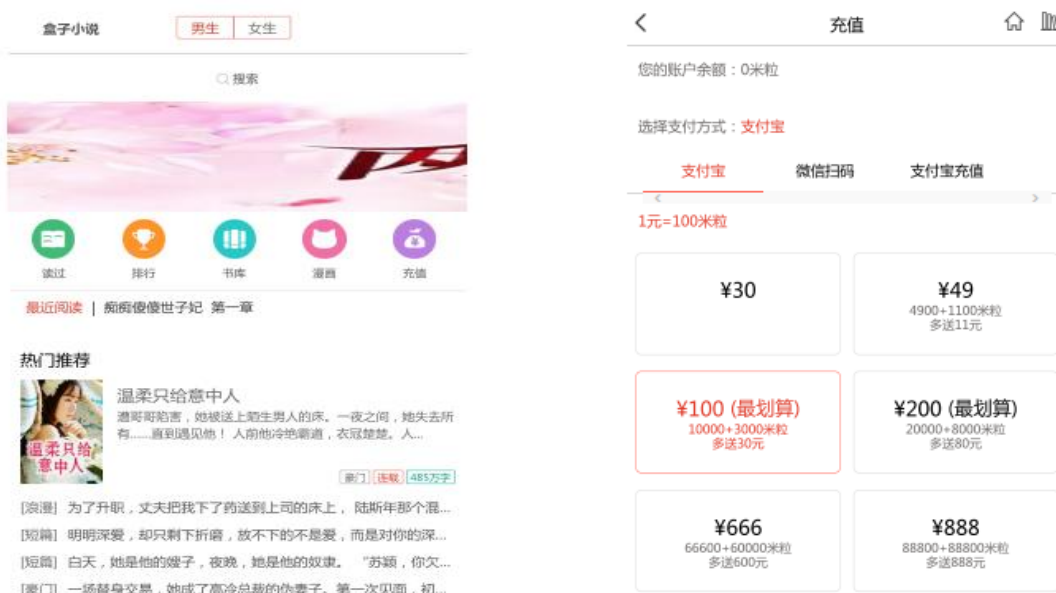 盒子小说
男生 女生
搜索
读过 排行 书库 漫画 充值
最近阅读 | 痴痴傻傻世子妃 第一章
热门推荐
温柔只给意中人
遭哥哥陷害，她被送上陌生男人的床。一夜之间，她失去所
有......直到遇见他！ 人前他冷绝霸道，衣冠楚楚。人...
温柔只给
意中人
豪门 连载 485万字
[浪漫] 为了升职，丈夫把我下了药送到上司的床上， 陆斯年那个混...
[短篇] 明明深爱，却只剩下折磨，放不下的不是爱，而是对你的深...
[短篇] 白天，她是他的嫂子，夜晚，她是他的奴隶。 “苏颖，你欠...
[豪门] 一场替身交易，她成了高冷总裁的伪妻子。第一次见面，初...
充值
您的账户余额：0米粒
选择支付方式：支付宝
支付宝 微信扫码 支付宝充值
1元=100米粒
¥30
¥49
4900+1100米粒
多送11元
¥100 (最划算)
10000+3000米粒
多送30元
¥200 (最划算)
20000+8000米粒
多送80元
¥666
66600+60000米粒
多送600元
¥888
88800+88800米粒
多送888元